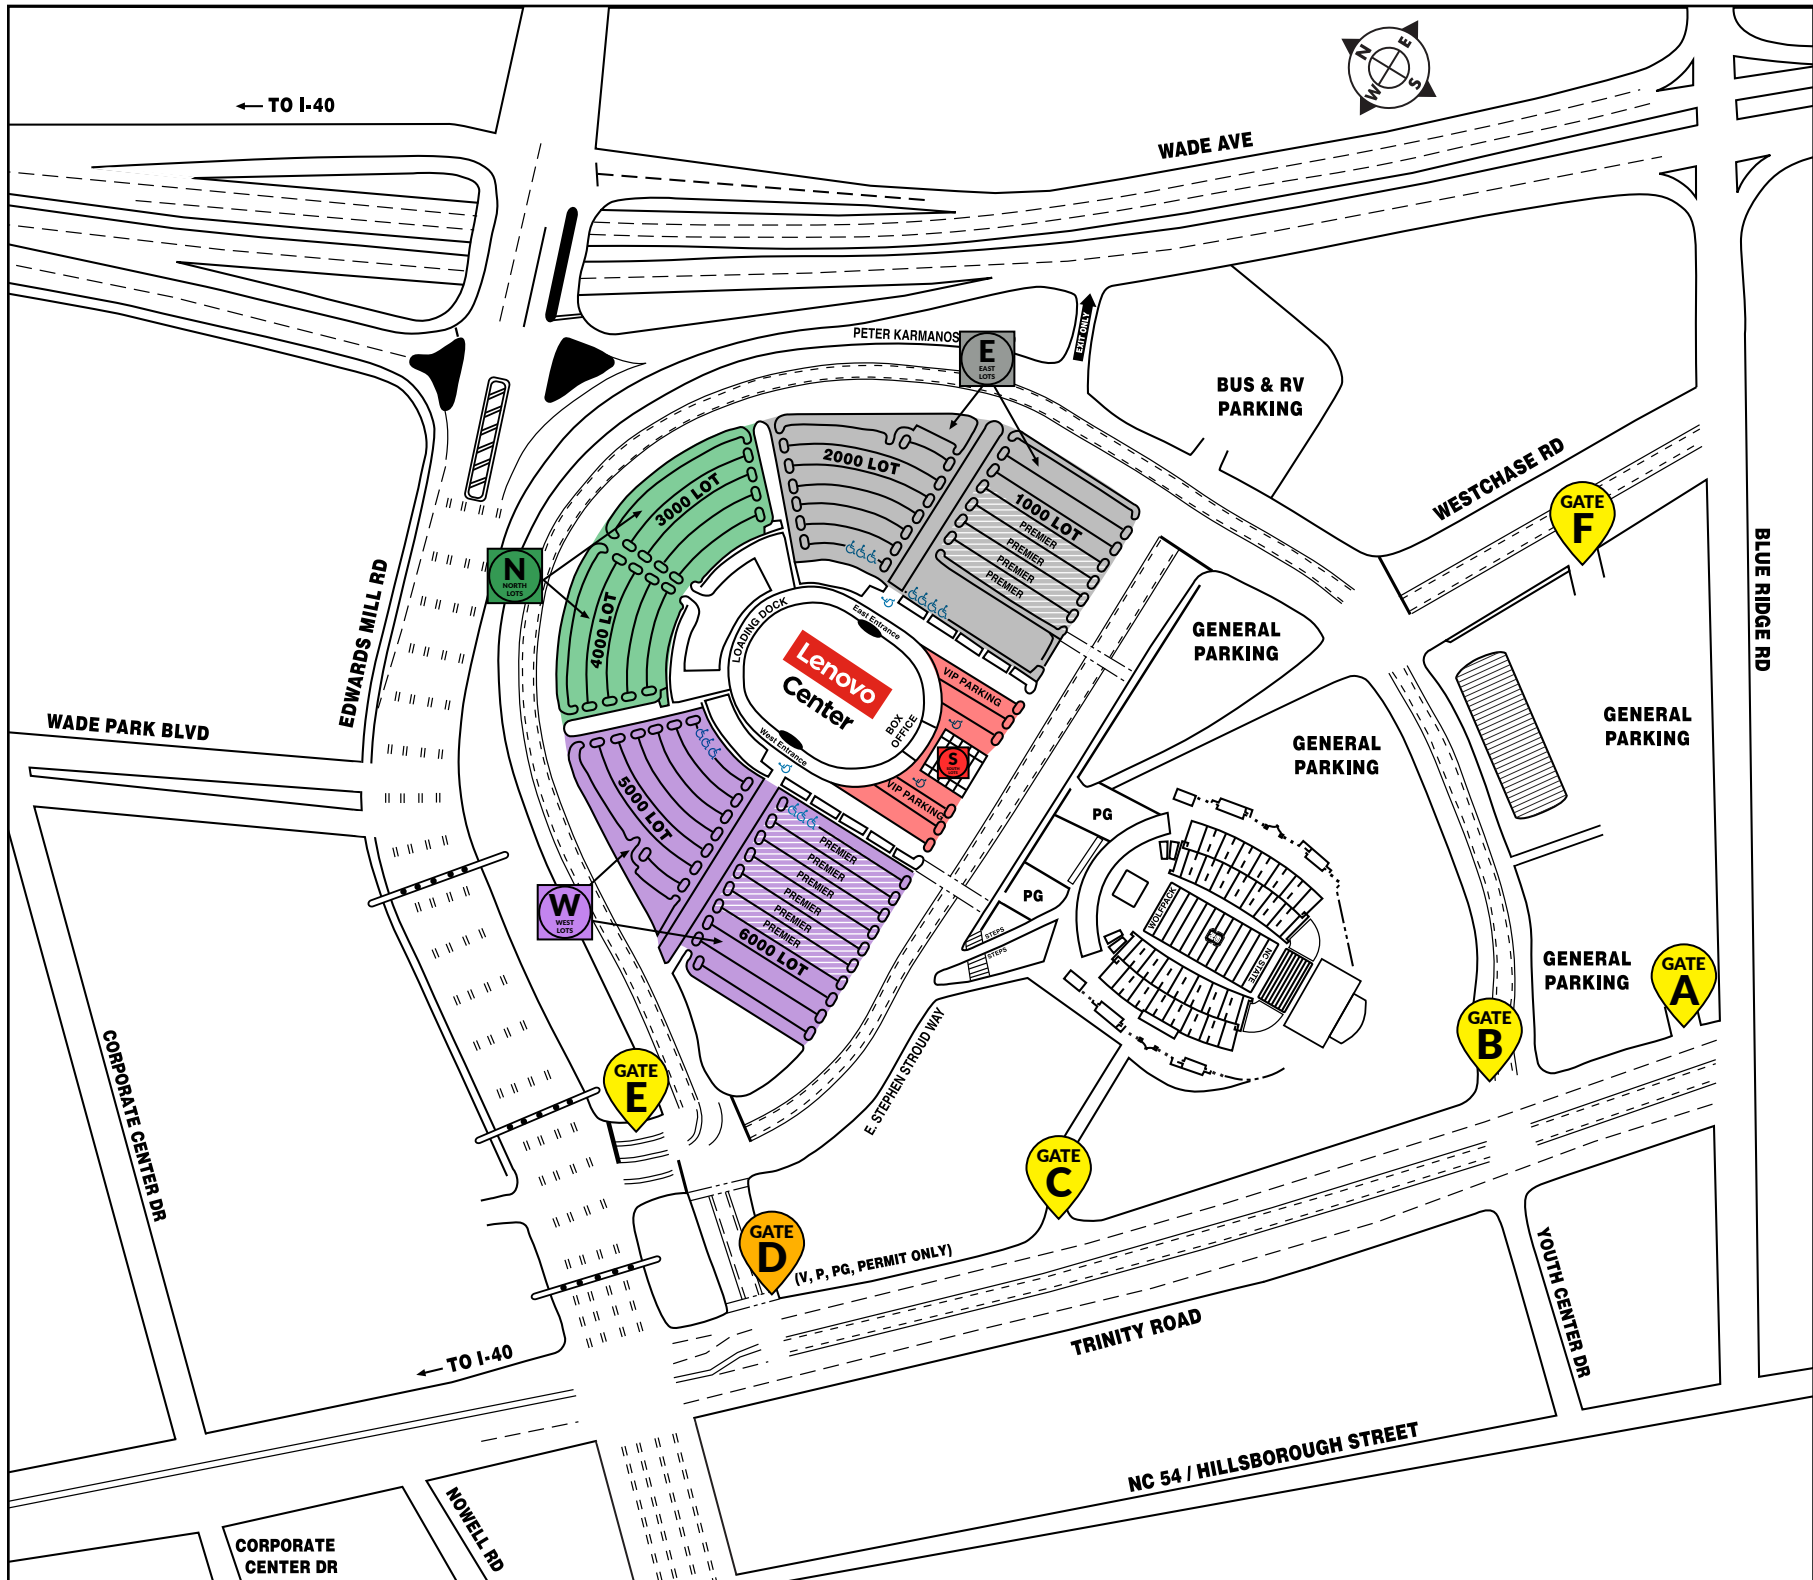 N
E
S
W
← TO I-40
WADE AVE
PETER KARMANOS
E
EAST
LOTS
EXIT ONLY
BUS & RV
PARKING
WESTCHASE RD
GATE
F
BLUE RIDGE RD
2000 LOT
1000 LOT
PREMIER
PREMIER
PREMIER
PREMIER
3000 LOT
N
NORTH
LOTS
4000 LOT
EDWARDS MILL RD
LOADING DOCK
East Entrance
Lenovo
Center
BOX
OFFICE
West Entrance
VIP PARKING
S
SOUTH
LOTS
VIP PARKING
GENERAL
PARKING
GENERAL
PARKING
GENERAL
PARKING
WADE PARK BLVD
5000 LOT
W
WEST
LOTS
PREMIER
PREMIER
PREMIER
PREMIER
PREMIER
6000 LOT
PG
PG
STEPS
STEPS
WOLFPACK
NC STATE
GENERAL
PARKING
GATE
A
GATE
B
CORPORATE CENTER DR
GATE
E
E. STEPHEN STROUD WAY
GATE
C
GATE
D
(V, P, PG, PERMIT ONLY)
TRINITY ROAD
YOUTH CENTER DR
← TO I-40
NC 54 / HILLSBOROUGH STREET
NOWELL RD
CORPORATE
CENTER DR